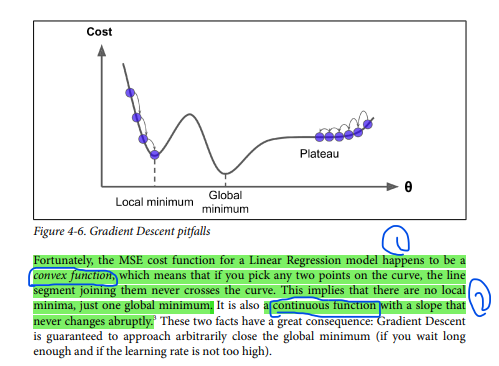 Cost
Plateau
θ
Local minimum
Global
minimum
Figure 4-6. Gradient Descent pitfalls
1
Fortunately, the MSE cost function for a Linear Regression model happens to be a
convex function, which means that if you pick any two points on the curve, the line
segment joining them never crosses the curve. This implies that there are no local
minima, just one global minimum. It is also a continuous function with a slope that
2
never changes abruptly.³ These two facts have a great consequence: Gradient Descent
is guaranteed to approach arbitrarily close the global minimum (if you wait long
enough and if the learning rate is not too high).